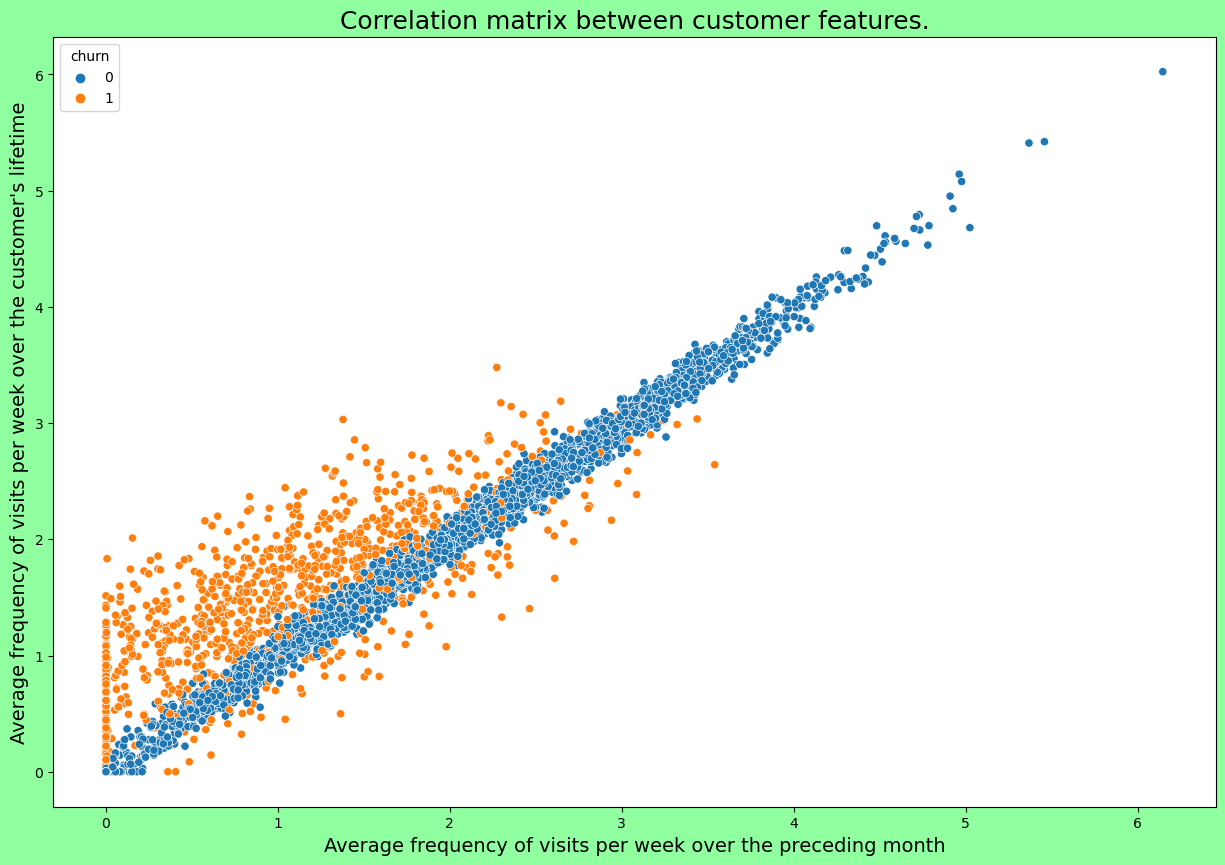 Correlation matrix between customer features.
churn
0
1
6
5
4
3
2
1
0
Average frequency of visits per week over the customer's lifetime
0 1 2 3 4 5 6
Average frequency of visits per week over the preceding month